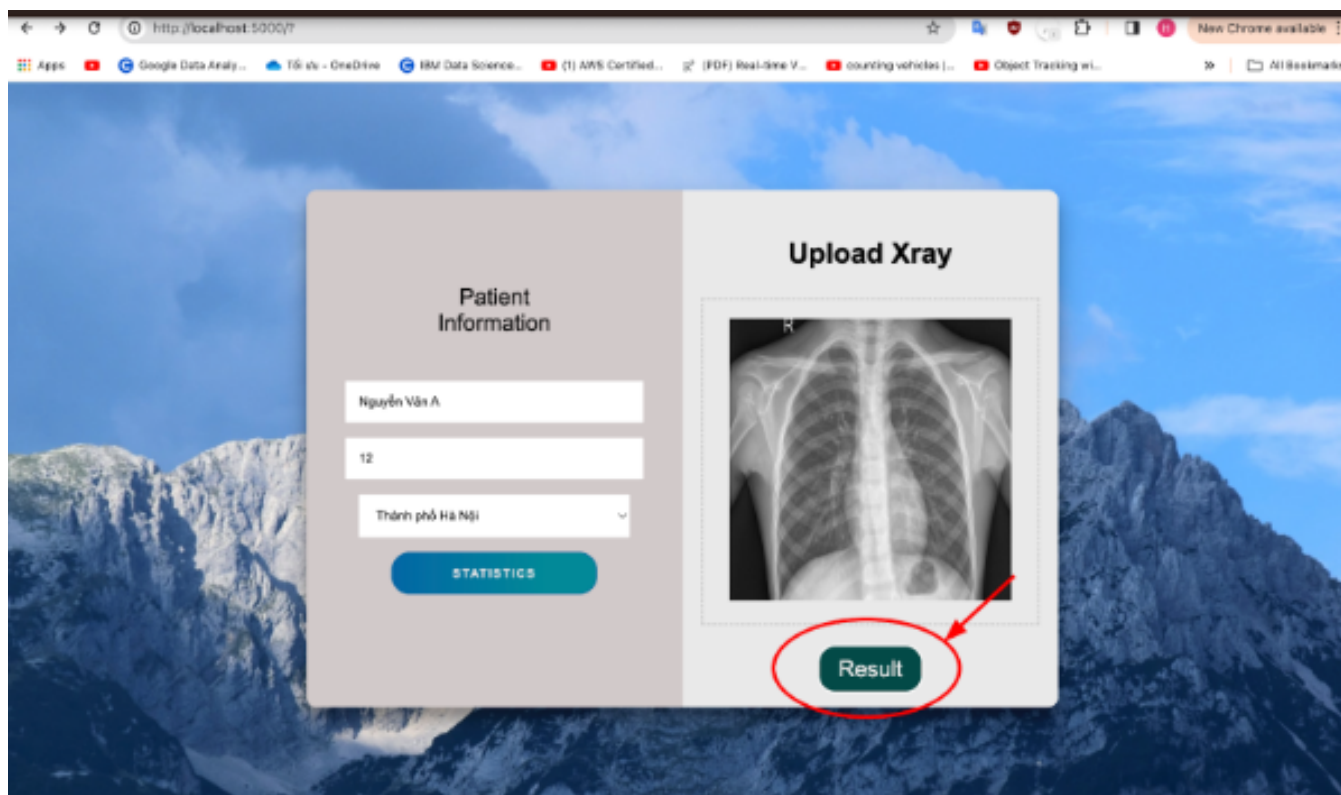 http://localhost:5000/?
New Chrome available
Apps
Google Data Analy...
Tối ưu - OneDrive
IBM Data Science...
(1) AWS Certified...
(PDF) Real-time V...
counting vehicles |...
Object Tracking wi...
»
All Bookmarks
Patient
Information
Nguyễn Văn A
12
Thành phố Hà Nội
STATISTICS
Upload Xray
R
Result